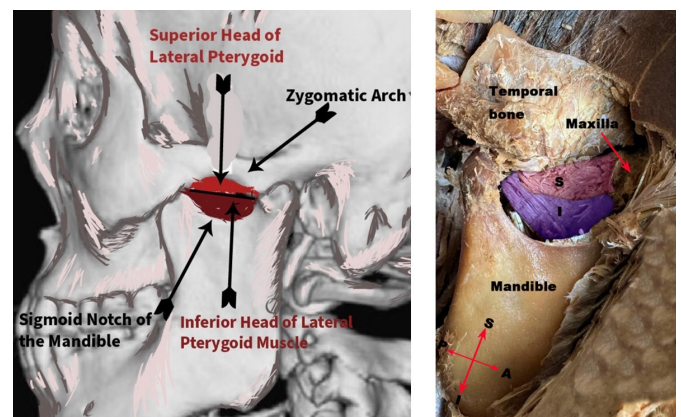 Superior Head of
Lateral Pterygoid
Zygomatic Arch
Sigmoid Notch of
the Mandible
Inferior Head of Lateral
Pterygoid Muscle
Temporal
bone
Maxilla
S
I
Mandible
S
P
A
I